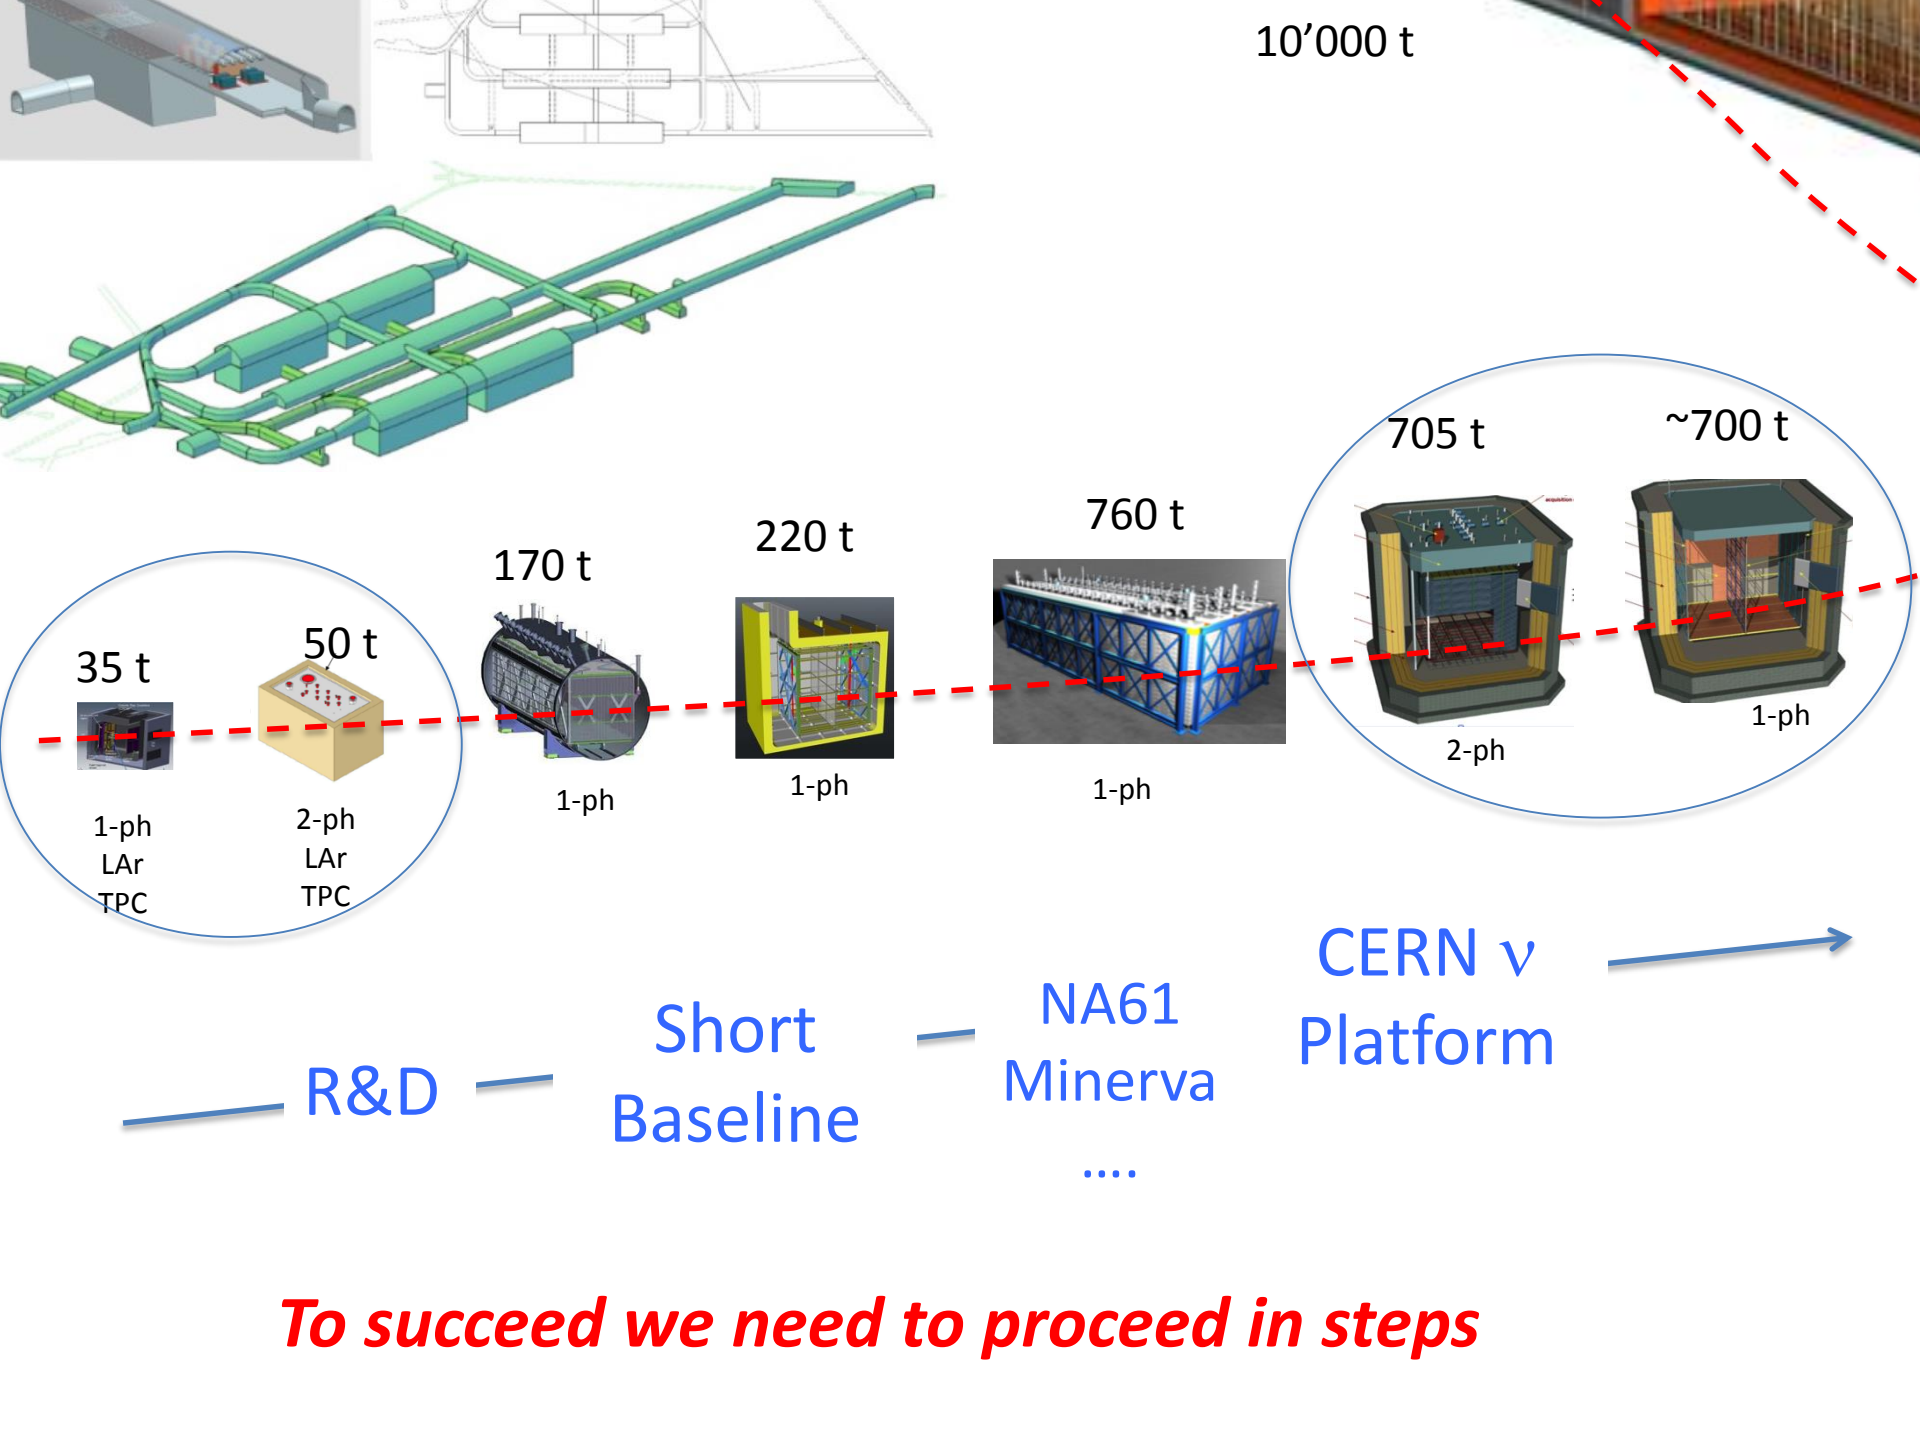 10’000 t
705 t
~700 t
760 t
220 t
170 t
50 t
35 t
1-ph
2-ph
1-ph
1-ph
1-ph
1-ph
LAr
TPC
2-ph
LAr
TPC
CERN ν
Platform
NA61
Minerva
....
Short
Baseline
R&D
To succeed we need to proceed in steps